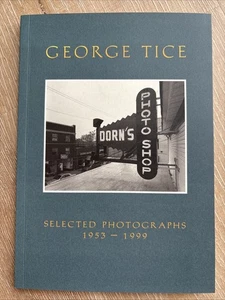 GEORGE TICE
DORN'S
PHOTO SHOP
SELECTED PHOTOGRAPHS
1953 – 1999